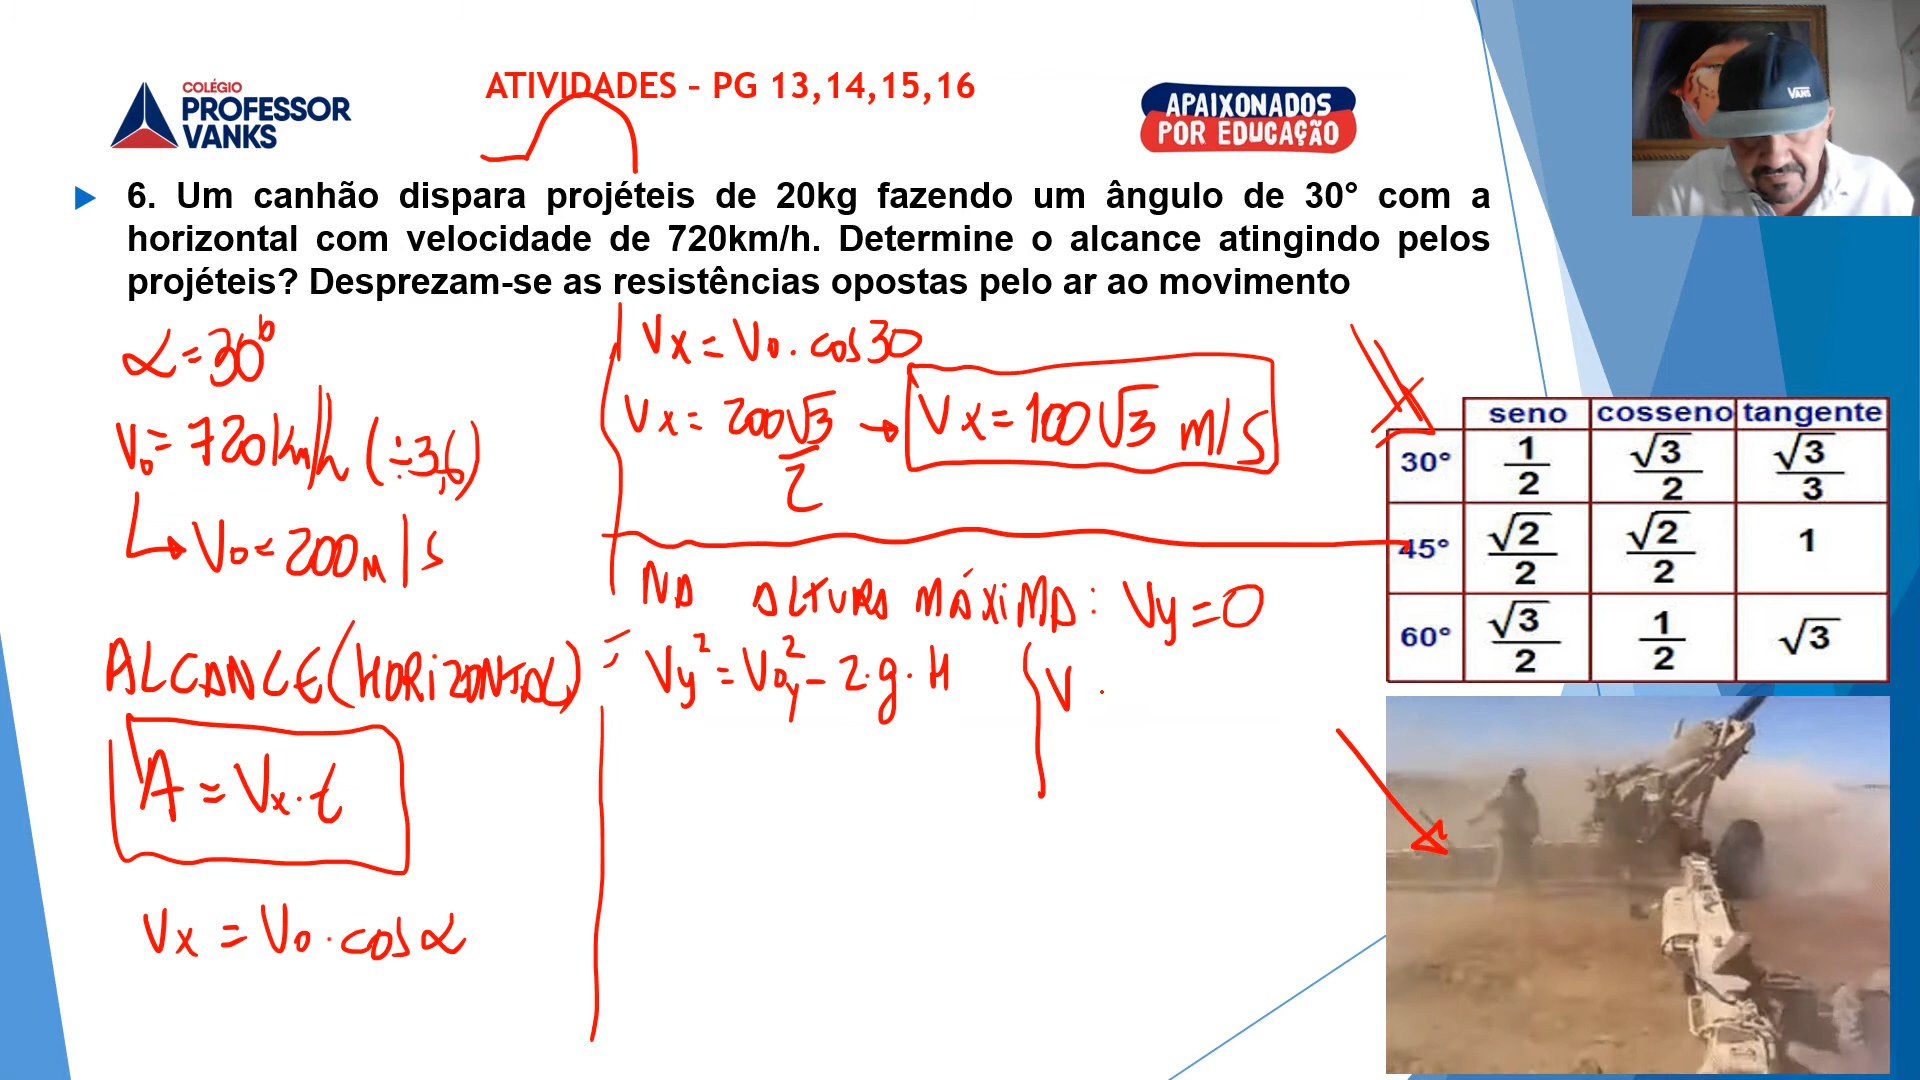 COLÉGIO
PROFESSOR
VANKS
ATIVIDADES – PG 13,14,15,16
APAIXONADOS
POR EDUCAÇÃO
VANS
6. Um canhão dispara projéteis de 20kg fazendo um ângulo de 30° com a
horizontal com velocidade de 720km/h. Determine o alcance atingindo pelos
projéteis? Desprezam-se as resistências opostas pelo ar ao movimento
α = 30°
V₀ = 720km/h (÷3,6)
↳ V₀ = 200m/s
ALCANCE (HORIZONTAL) =
A = Vx · t
Vx = V₀ · cos α
Vx = V₀ · cos 30
Vx = 200√3/2 → Vx = 100√3 m/s
NA ALTURA MÁXIMA: Vy = 0
Vy² = V₀y² – 2·g·H
V
seno cosseno tangente
30° 1/2 √3/2 √3/3
45° √2/2 √2/2 1
60° √3/2 1/2 √3